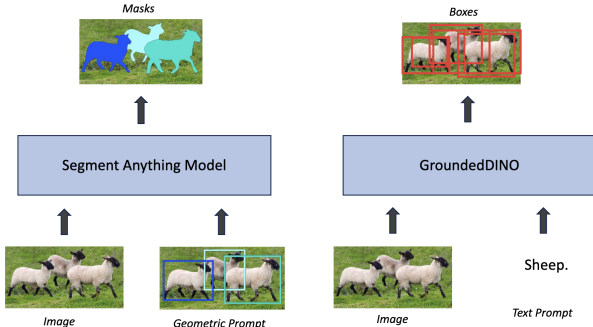 Masks
Boxes
Segment Anything Model
GroundedDINO
Sheep.
Image
Geometric Prompt
Image
Text Prompt